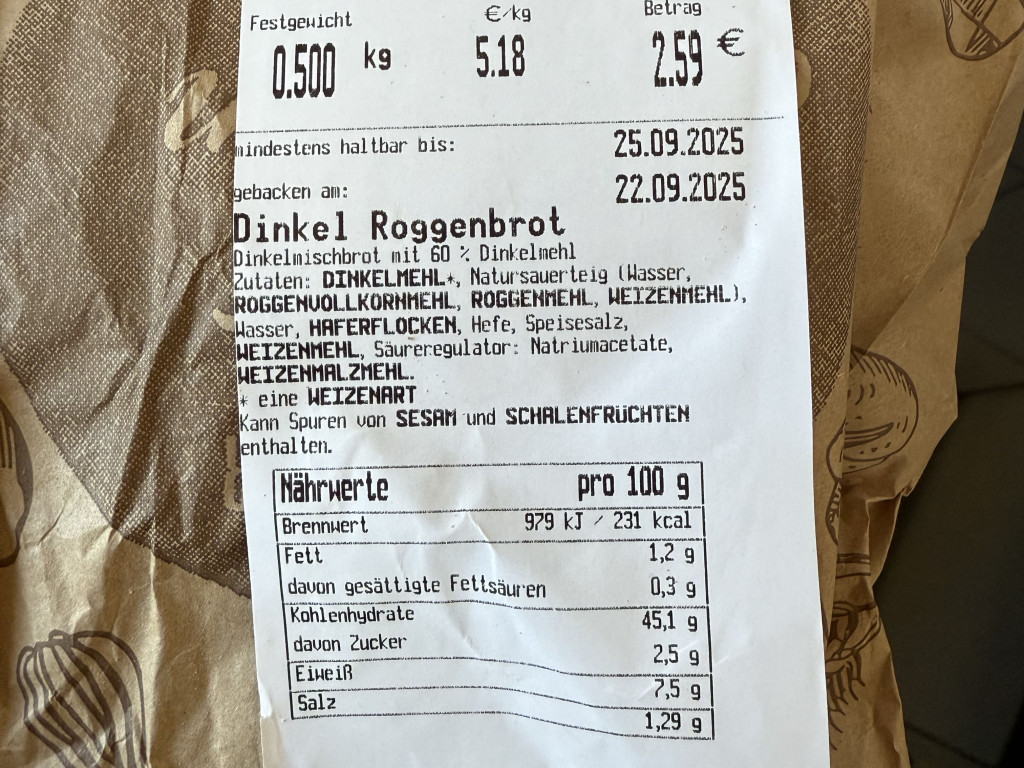 Festgewicht €/kg Betrag
0.500 kg 5.18 2.59 €
mindestens haltbar bis: 25.09.2025
gebacken am: 22.09.2025
Dinkel Roggenbrot
Dinkelmischbrot mit 60 % Dinkelmehl
Zutaten: DINKELMEHL*, Natursauerteig (Wasser,
ROGGENVOLLKORNMEHL, ROGGENMEHL, WEIZENMEHL),
Wasser, HAFERFLOCKEN, Hefe, Speisesalz,
WEIZENMEHL, Säureregulator: Natriumacetate,
WEIZENMALZMEHL.
* eine WEIZENART
Kann Spuren von SESAM und SCHALENFRÜCHTEN
enthalten.
Nährwerte pro 100 g
Brennwert 979 kJ / 231 kcal
Fett 1,2 g
davon gesättigte Fettsäuren 0,3 g
Kohlenhydrate 45,1 g
davon Zucker 2,5 g
Eiweiß 7,5 g
Salz 1,29 g